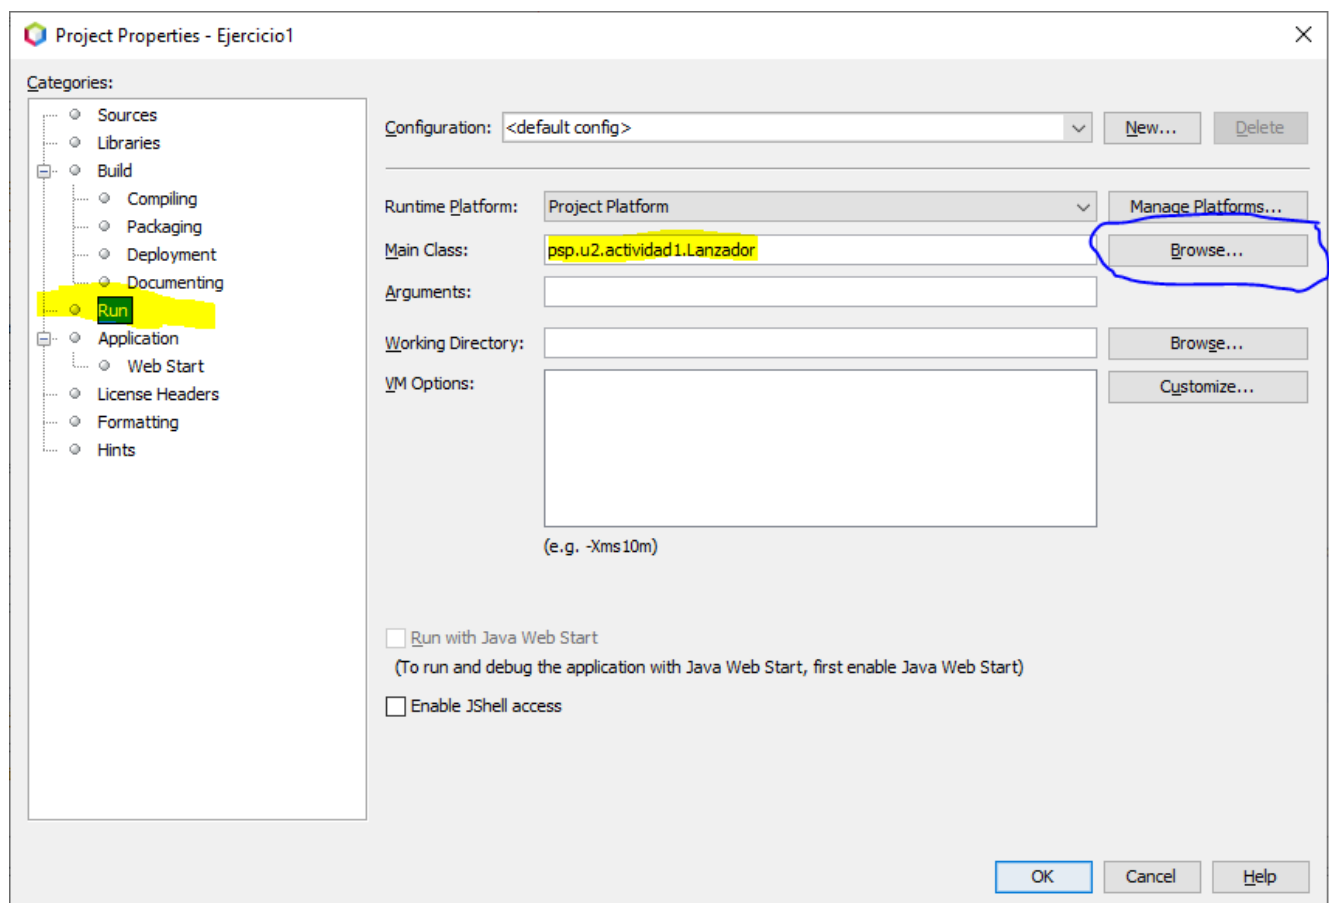 Project Properties - Ejercicio1
Categories:
Sources
Libraries
Build
Compiling
Packaging
Deployment
Documenting
Run
Application
Web Start
License Headers
Formatting
Hints
Configuration: <default config> New... Delete
Runtime Platform: Project Platform Manage Platforms...
Main Class: psp.u2.actividad1.Lanzador Browse...
Arguments:
Working Directory: Browse...
VM Options: Customize...
(e.g. -Xms10m)
Run with Java Web Start
(To run and debug the application with Java Web Start, first enable Java Web Start)
Enable JShell access
OK Cancel Help